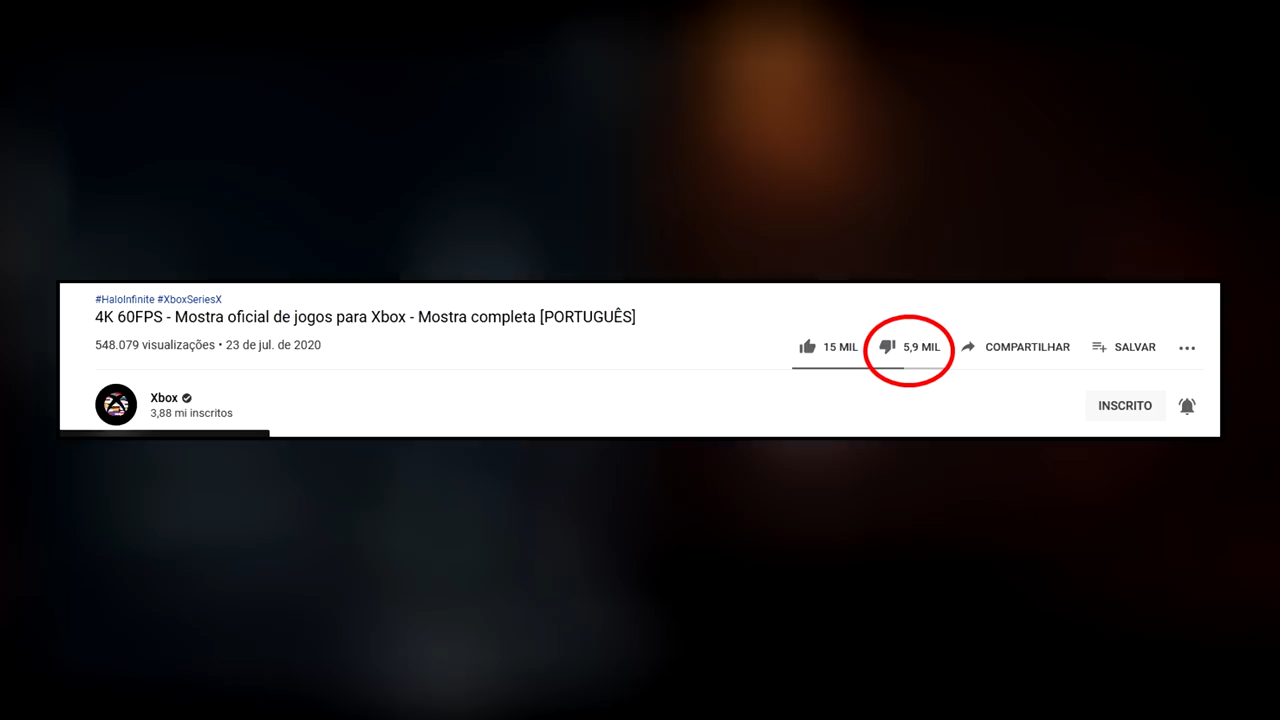 #HaloInfinite #XboxSeriesX
4K 60FPS - Mostra oficial de jogos para Xbox - Mostra completa [PORTUGUÊS]
548.079 visualizações • 23 de jul. de 2020
15 MIL 5,9 MIL COMPARTILHAR SALVAR
Xbox
3,88 mi inscritos
INSCRITO